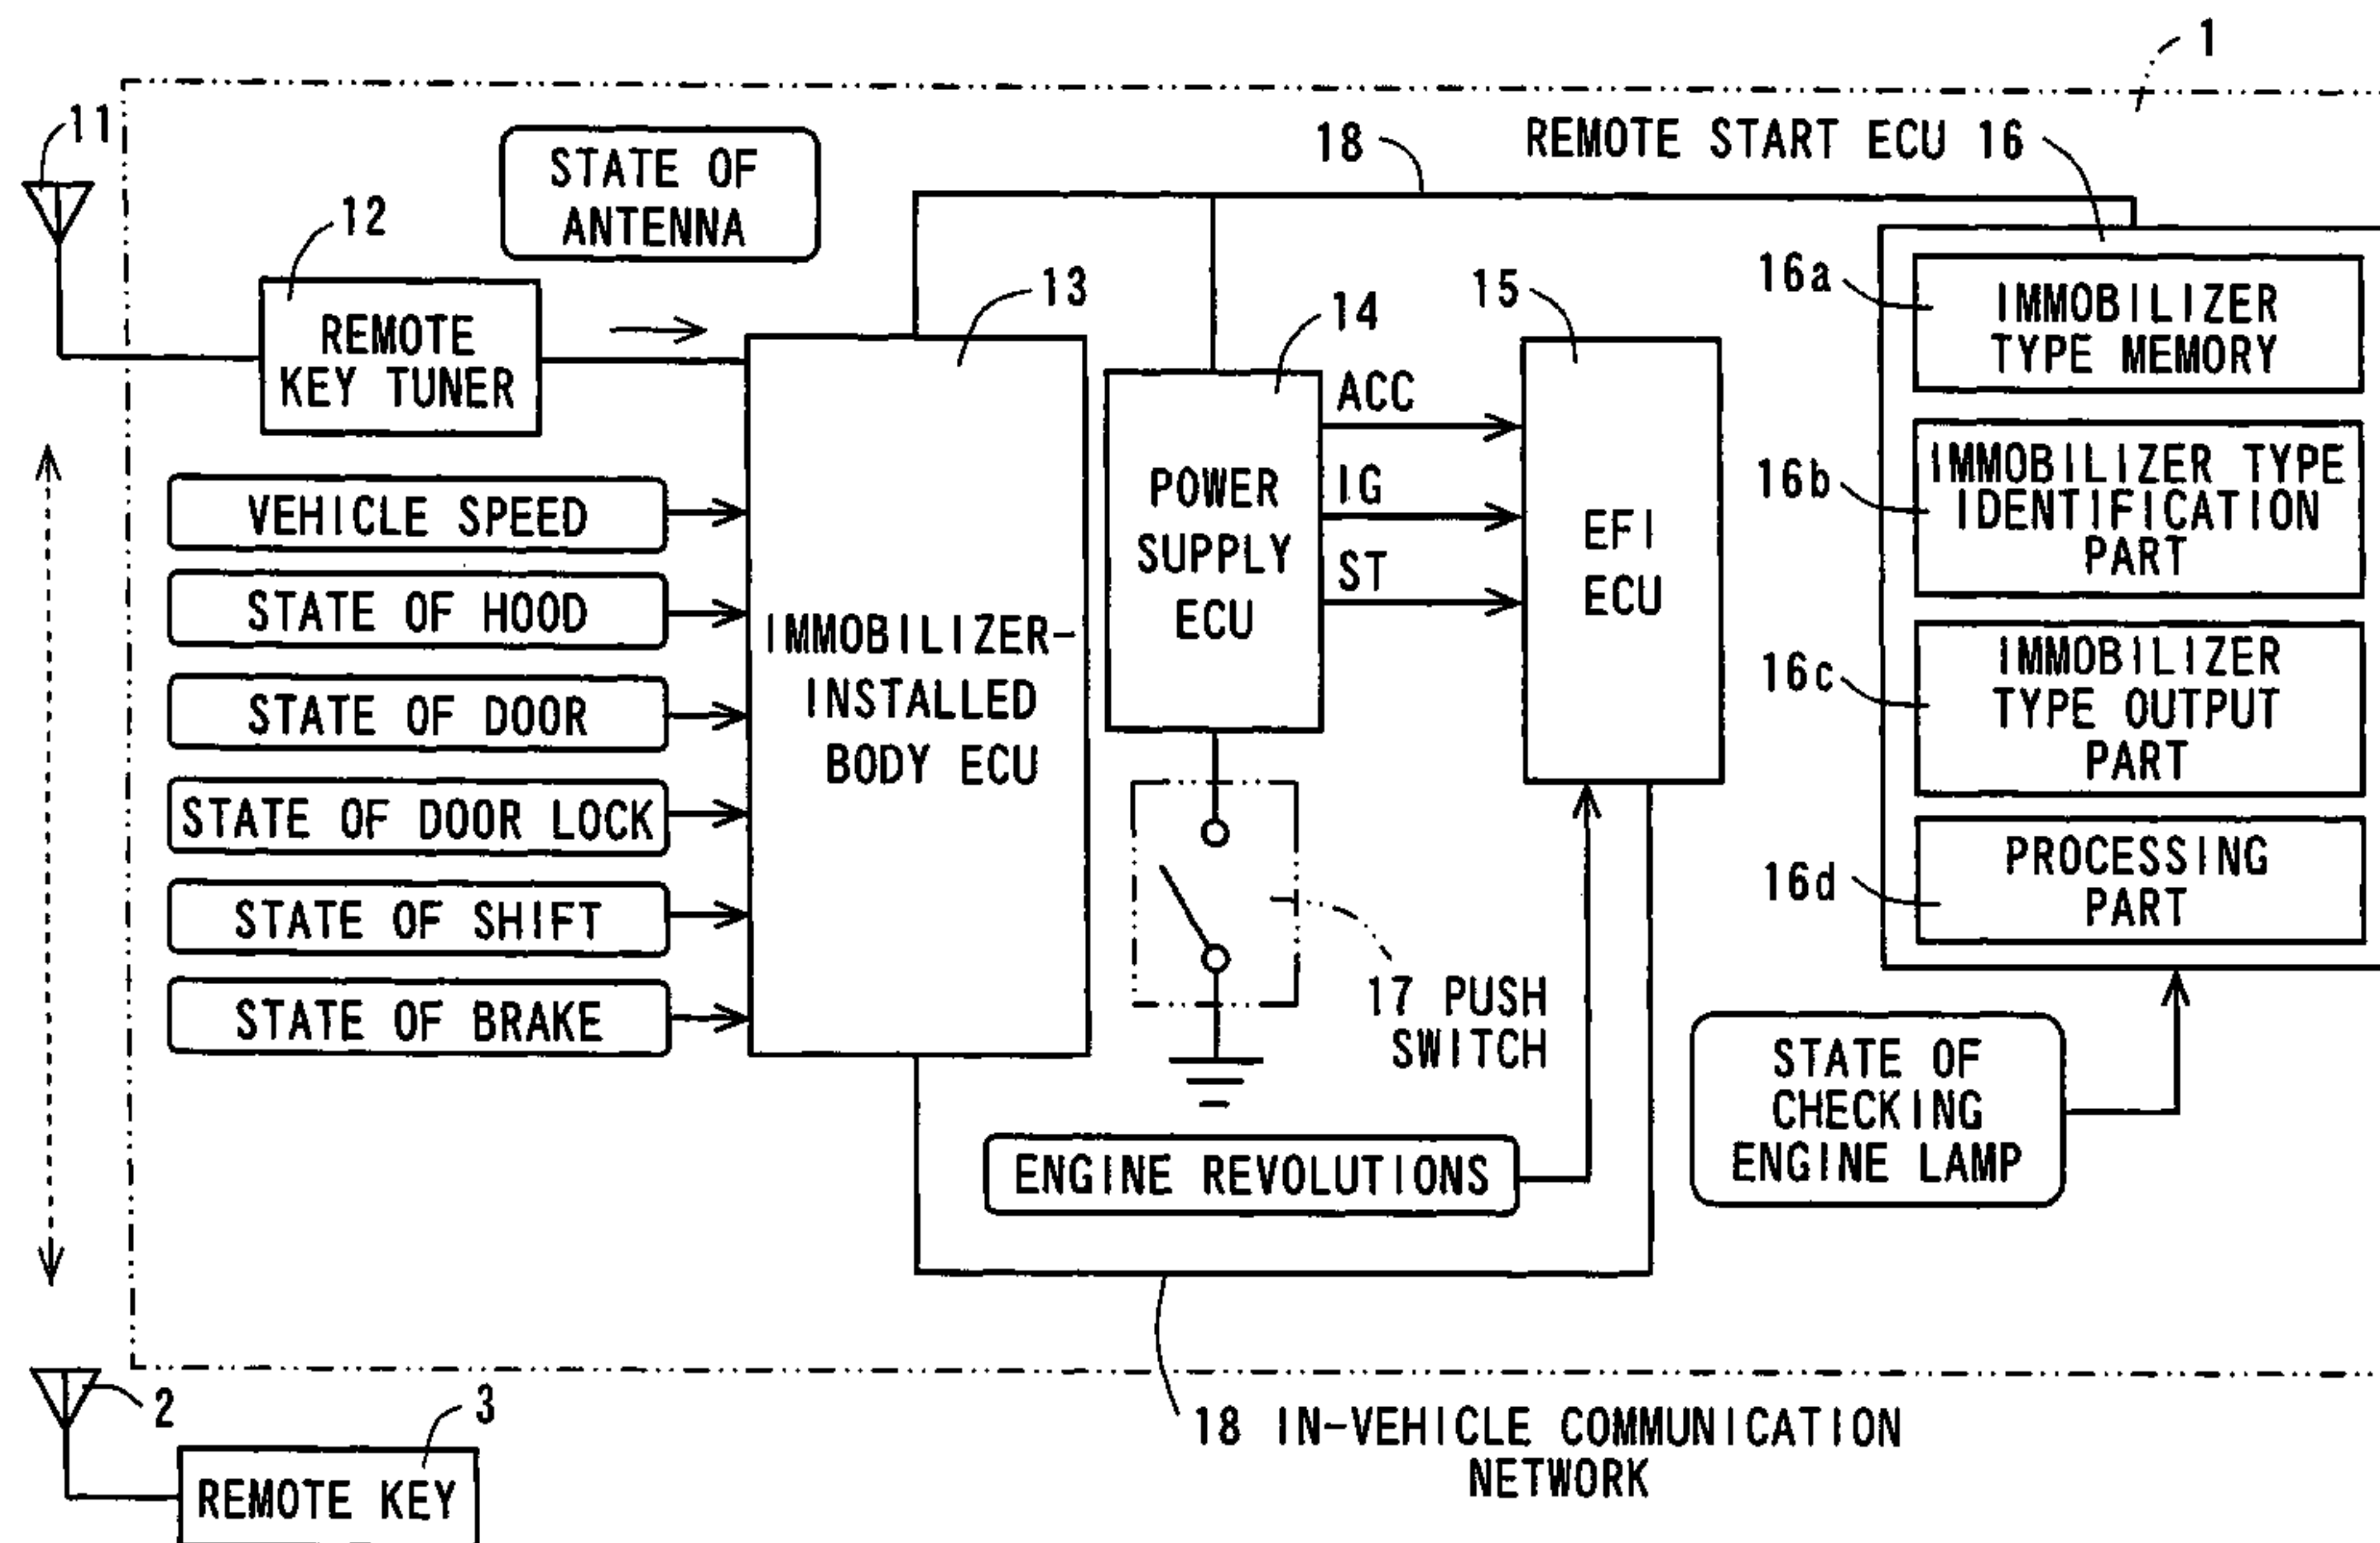 1
11
STATE OF
ANTENNA
18
REMOTE START ECU 16
12
REMOTE
KEY TUNER
13
14
15
16a
IMMOBILIZER
TYPE MEMORY
ACC
IG
ST
POWER
SUPPLY
ECU
EFI
ECU
16b
IMMOBILIZER TYPE
IDENTIFICATION
PART
VEHICLE SPEED
STATE OF HOOD
STATE OF DOOR
STATE OF DOOR LOCK
STATE OF SHIFT
STATE OF BRAKE
IMMOBILIZER-
INSTALLED
BODY ECU
16c
IMMOBILIZER
TYPE OUTPUT
PART
16d
PROCESSING
PART
17 PUSH
SWITCH
STATE OF
CHECKING
ENGINE LAMP
ENGINE REVOLUTIONS
2
3
REMOTE KEY
18 IN-VEHICLE COMMUNICATION
NETWORK